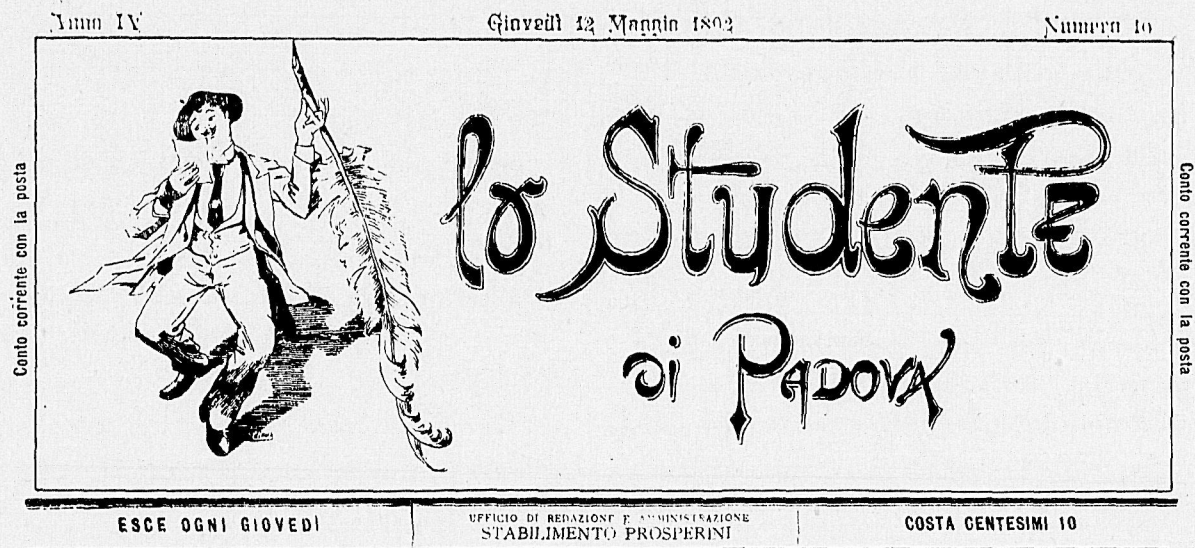 Anno IV
Giovedì 12 Maggio 1892
Numero 10
Conto corrente con la posta
lo Studente
di Padova
Conto corrente con la posta
ESCE OGNI GIOVEDÌ
UFFICIO DI REDAZIONE E AMMINISTRAZIONE
STABILIMENTO PROSPERINI
COSTA CENTESIMI 10